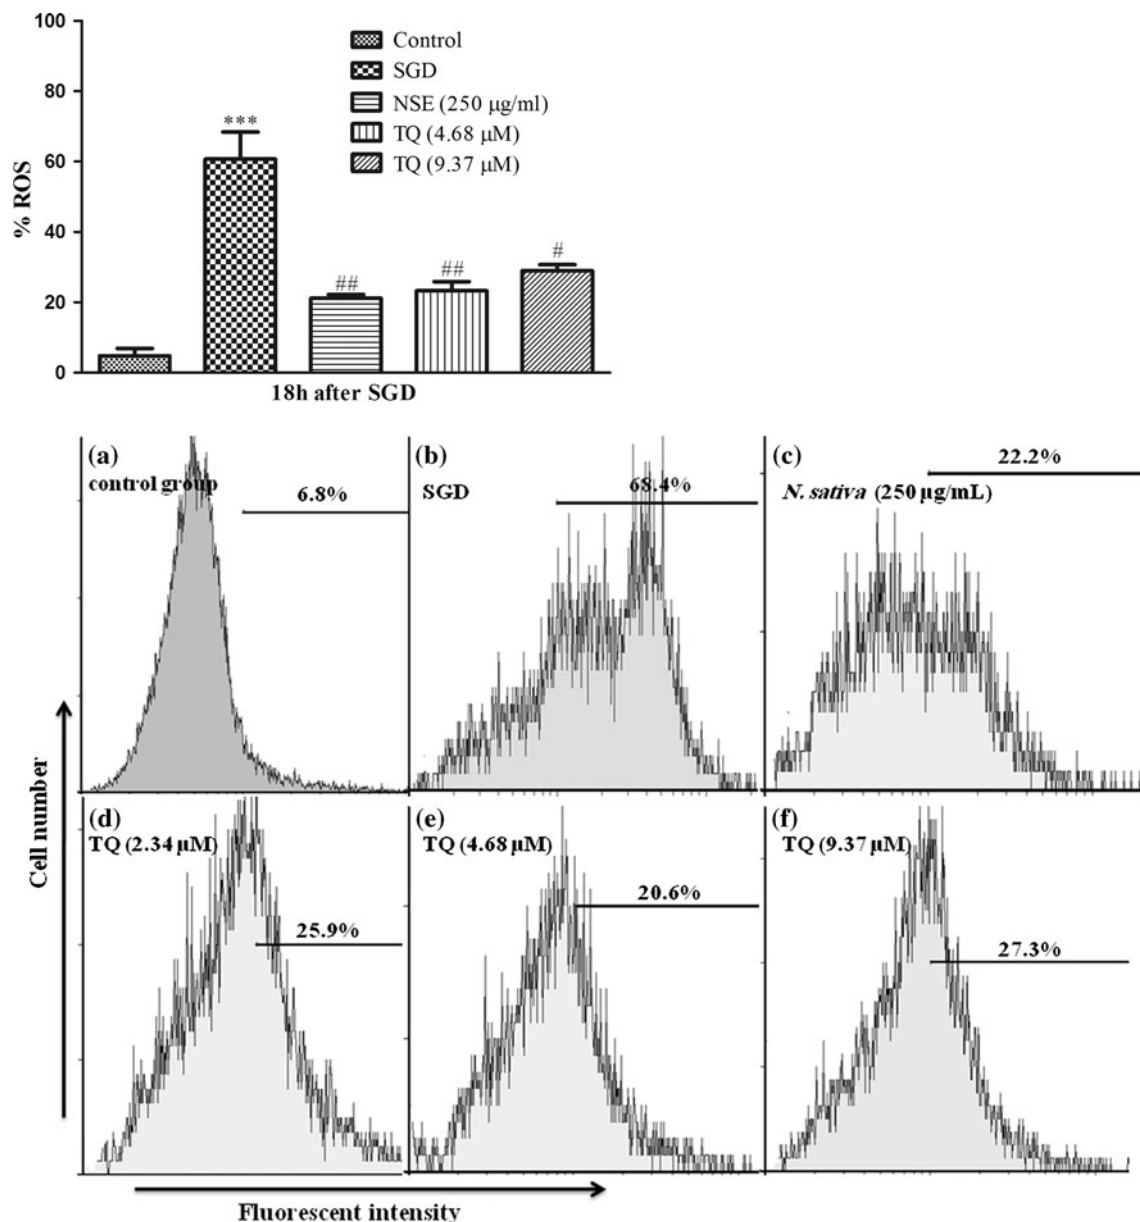 100
80
60
40
20
0
% ROS
Control
SGD
NSE (250 μg/ml)
TQ (4.68 μM)
TQ (9.37 μM)
***
##
##
#
18h after SGD
(a)
control group
6.8%
(b)
SGD
68.4%
(c)
22.2%
N. sativa (250 μg/mL)
(d)
TQ (2.34 μM)
25.9%
(e)
TQ (4.68 μM)
20.6%
(f)
TQ (9.37 μM)
27.3%
Cell number
Fluorescent intensity